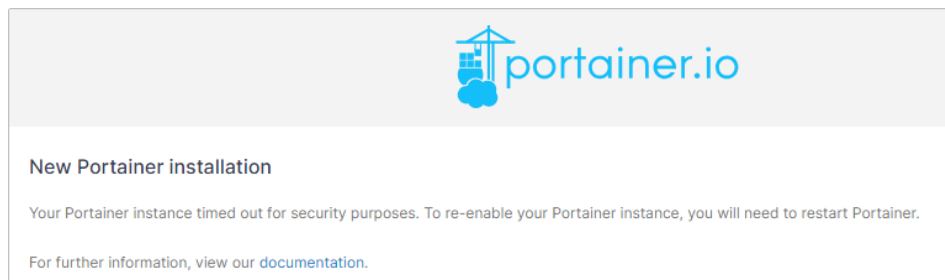 portainer.io
New Portainer installation
Your Portainer instance timed out for security purposes. To re-enable your Portainer instance, you will need to restart Portainer.
For further information, view our documentation.